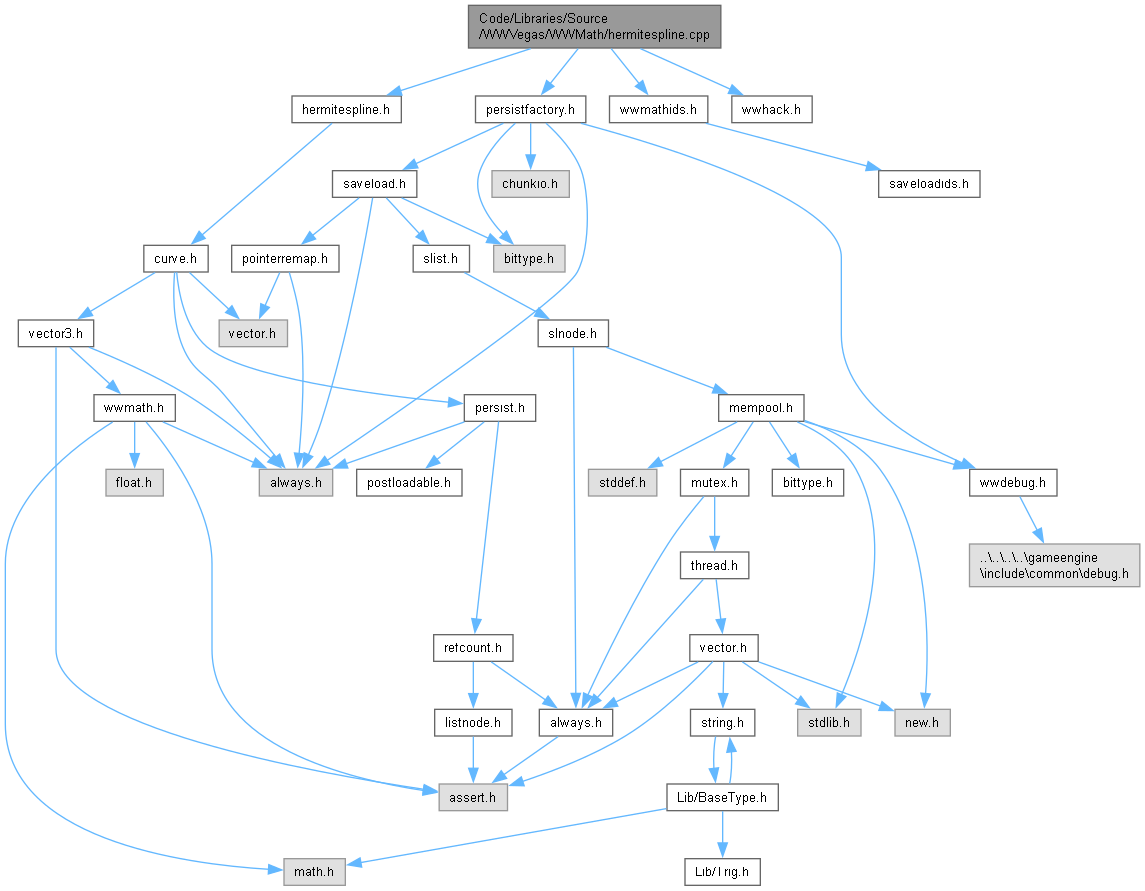 Code/Libraries/Source
/WWVegas/WWMath/hermitespline.cpp
hermitespline.h
persistfactory.h
wwmathids.h
wwhack.h
saveload.h
chunkio.h
saveloadids.h
curve.h
pointerremap.h
slist.h
bittype.h
vector3.h
vector.h
slnode.h
wwmath.h
persist.h
mempool.h
float.h
always.h
postloadable.h
stddef.h
mutex.h
bittype.h
wwdebug.h
thread.h
..\..\..\..\gameengine
\include\common\debug.h
refcount.h
vector.h
listnode.h
always.h
string.h
stdlib.h
new.h
assert.h
Lib/BaseType.h
math.h
Lib/Trig.h